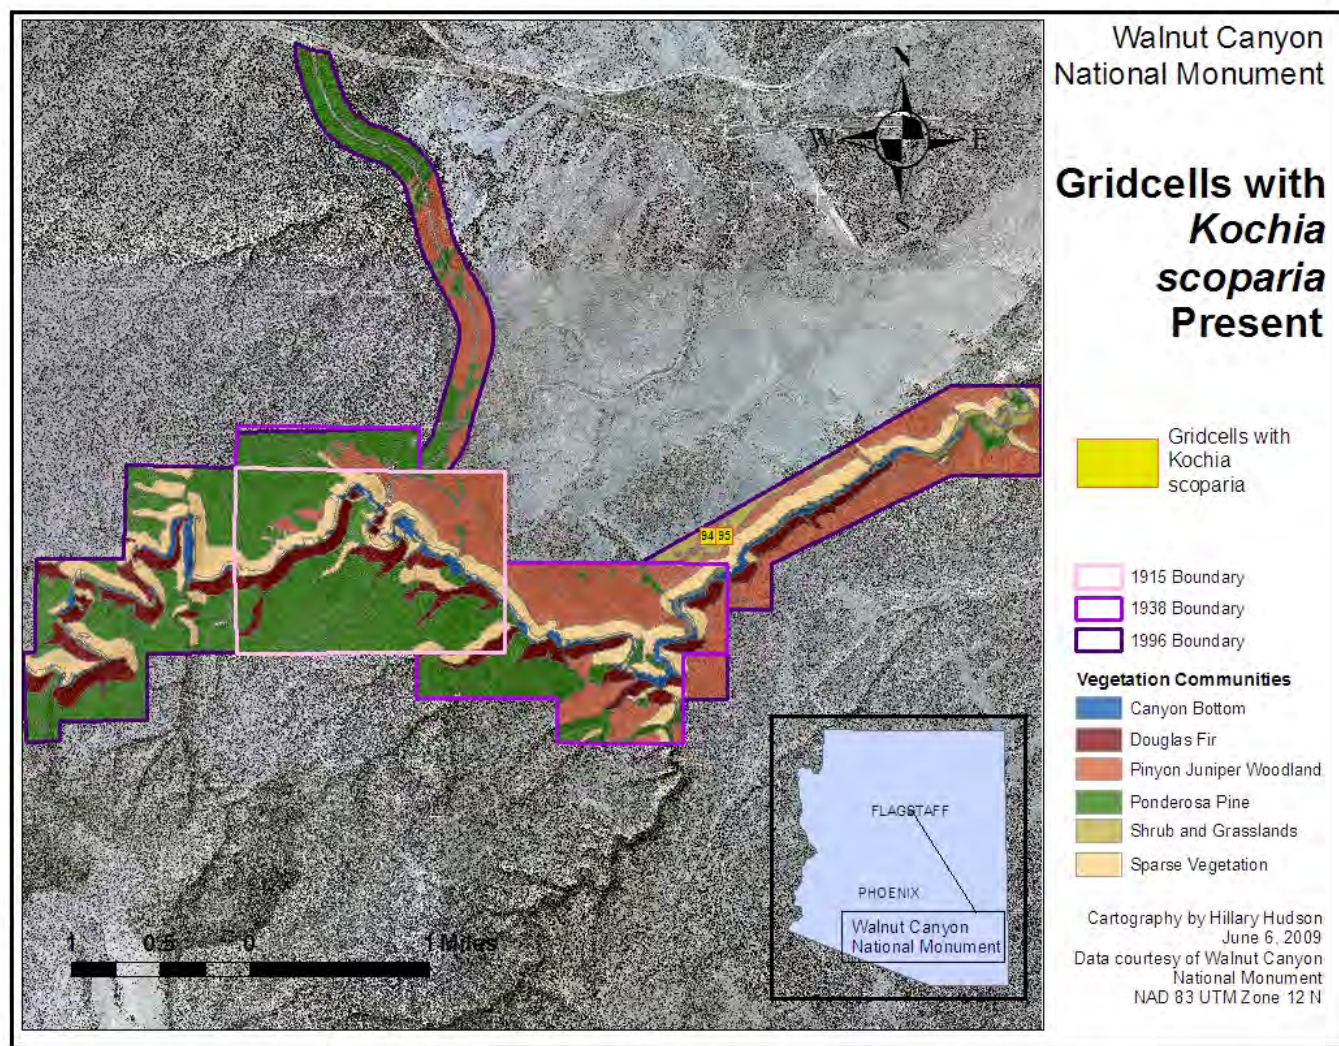 Walnut Canyon
National Monument
N
W
E
S
Gridcells with
Kochia
scoparia
Present
Gridcells with
Kochia
scoparia
94 95
1915 Boundary
1938 Boundary
1996 Boundary
Vegetation Communities
Canyon Bottom
Douglas Fir
Pinyon Juniper Woodland
Ponderosa Pine
Shrub and Grasslands
Sparse Vegetation
FLAGSTAFF
PHOENIX
Walnut Canyon
National Monument
1 0.5 0 1 Miles
Cartography by Hillary Hudson
June 6, 2009
Data courtesy of Walnut Canyon
National Monument
NAD 83 UTM Zone 12 N